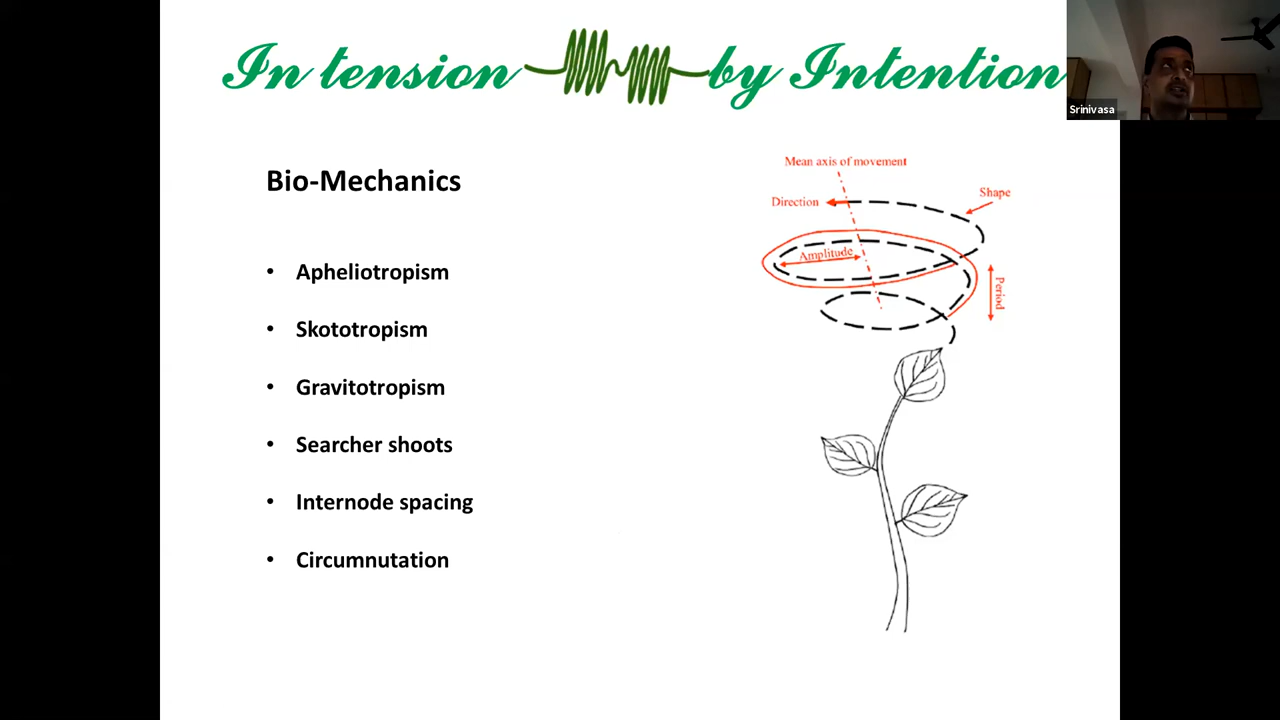 In tension by Intention
Srinivasa
Bio-Mechanics
• Apheliotropism
• Skototropism
• Gravitotropism
• Searcher shoots
• Internode spacing
• Circumnutation
Mean axis of movement
Direction
Shape
Amplitude
Period